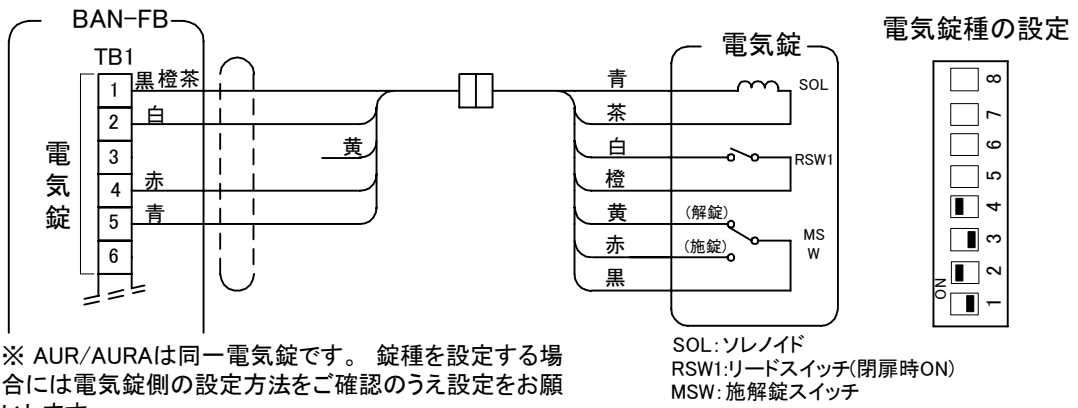 BAN-FB
TB1
電気錠
1
2
3
4
5
6
黒橙茶
白
黄
赤
青
電気錠
青
茶
白
橙
黄
赤
黒
SOL
RSW1
(解錠)
(施錠)
MS
W
電気錠種の設定
8
7
6
5
4
3
2
1
ON
※ AUR/AURAは同一電気錠です。 錠種を設定する場
合には電気錠側の設定方法をご確認のうえ設定をお願
SOL:ソレノイド
RSW1:リードスイッチ(閉扉時ON)
MSW:施解錠スイッチ